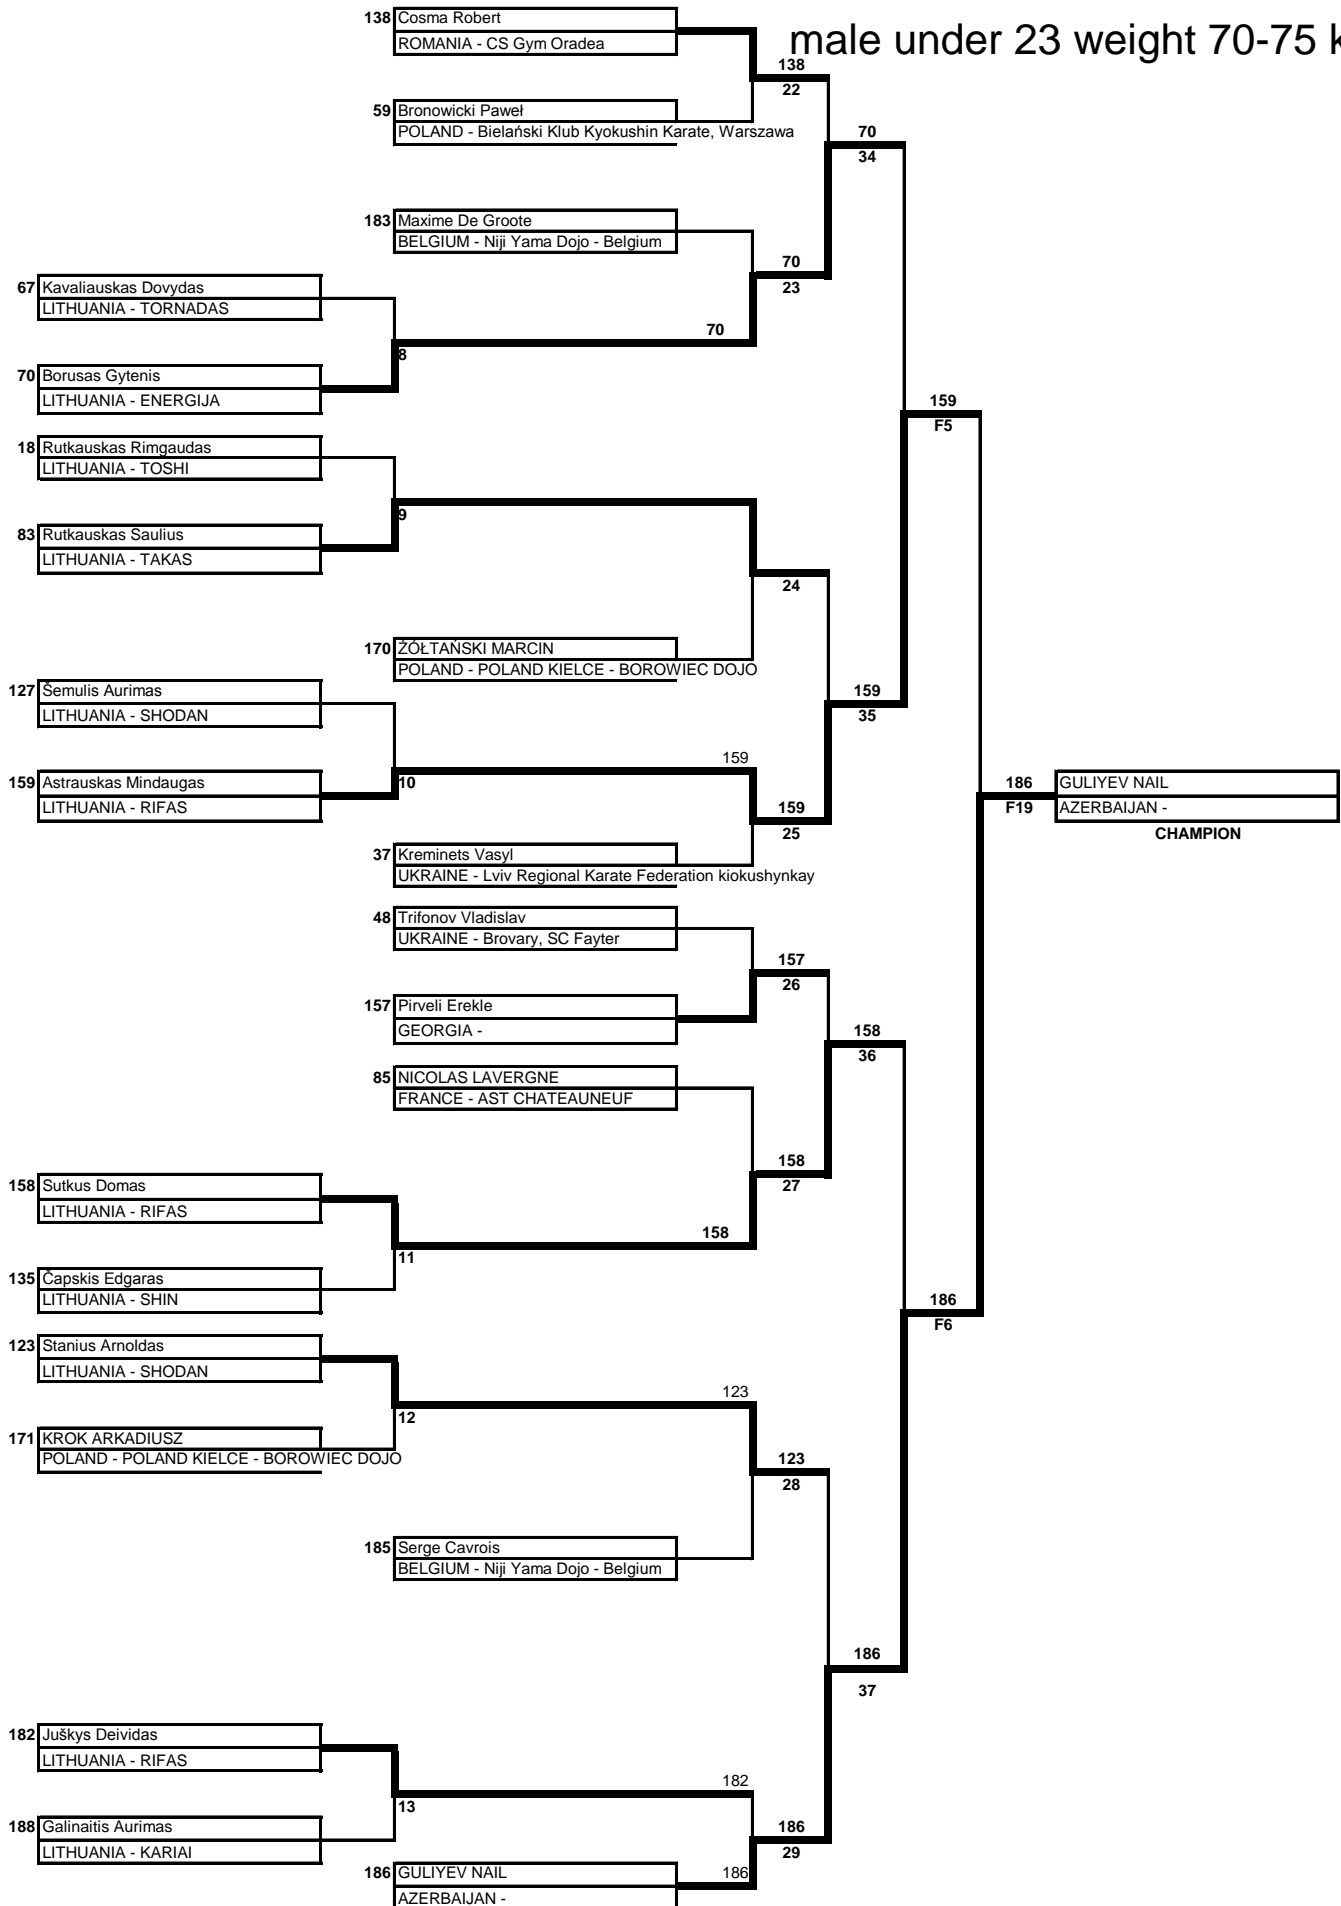 male under 23 weight 70-75 k
138 Cosma Robert
ROMANIA - CS Gym Oradea
138
22
59 Bronowicki Paweł
POLAND - Bielański Klub Kyokushin Karate, Warszawa
70
34
183 Maxime De Groote
BELGIUM - Niji Yama Dojo - Belgium
70
23
67 Kavaliauskas Dovydas
LITHUANIA - TORNADAS
70
8
70 Borusas Gytenis
LITHUANIA - ENERGIJA
159
F5
18 Rutkauskas Rimgaudas
LITHUANIA - TOSHI
9
83 Rutkauskas Saulius
LITHUANIA - TAKAS
24
170 ŻÓŁTAŃSKI MARCIN
POLAND - POLAND KIELCE - BOROWIEC DOJO
127 Šemulis Aurimas
LITHUANIA - SHODAN
159
35
159
10
159 Astrauskas Mindaugas
LITHUANIA - RIFAS
186 GULIYEV NAIL
F19 AZERBAIJAN -
CHAMPION
159
25
37 Kreminets Vasyl
UKRAINE - Lviv Regional Karate Federation kiokushynkay
48 Trifonov Vladislav
UKRAINE - Brovary, SC Fayter
157
26
157 Pirveli Erekle
GEORGIA -
158
36
85 NICOLAS LAVERGNE
FRANCE - AST CHATEAUNEUF
158
27
158 Sutkus Domas
LITHUANIA - RIFAS
158
11
135 Čapskis Edgaras
LITHUANIA - SHIN
186
F6
123 Stanius Arnoldas
LITHUANIA - SHODAN
123
12
171 KROK ARKADIUSZ
POLAND - POLAND KIELCE - BOROWIEC DOJO
123
28
185 Serge Cavrois
BELGIUM - Niji Yama Dojo - Belgium
186
37
182 Juškys Deividas
LITHUANIA - RIFAS
182
13
188 Galinaitis Aurimas
LITHUANIA - KARIAI
186
29
186 GULIYEV NAIL
186
AZERBAIJAN -